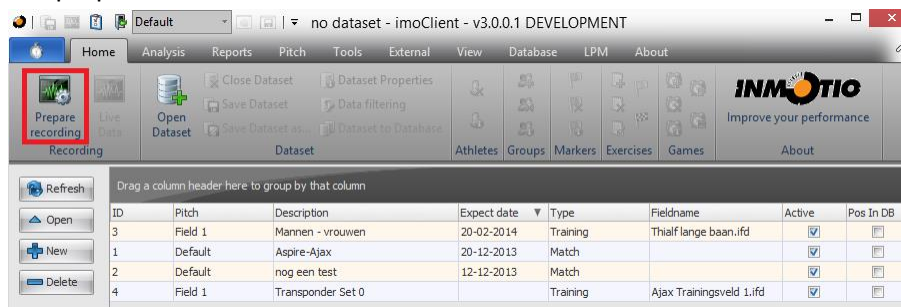 Default no dataset - imoClient - v3.0.0.1 DEVELOPMENT
Home Analysis Reports Pitch Tools External View Database LPM About
Prepare recording
Live Data
Recording
Open Dataset
Close Dataset
Save Dataset
Save Dataset as...
Dataset Properties
Data filtering
Dataset to Database
Dataset
Athletes Groups Markers Exercises Games
INMOTIO
Improve your performance
About
Refresh
Open
New
Delete
Drag a column header here to group by that column
ID Pitch Description Expect date Type Fieldname Active Pos In DB
3 Field 1 Mannen - vrouwen 20-02-2014 Training Thialf lange baan.ifd
1 Default Aspire-Ajax 20-12-2013 Match
2 Default nog een test 12-12-2013 Match
4 Field 1 Transponder Set 0 Training Ajax Trainingsveld 1.ifd